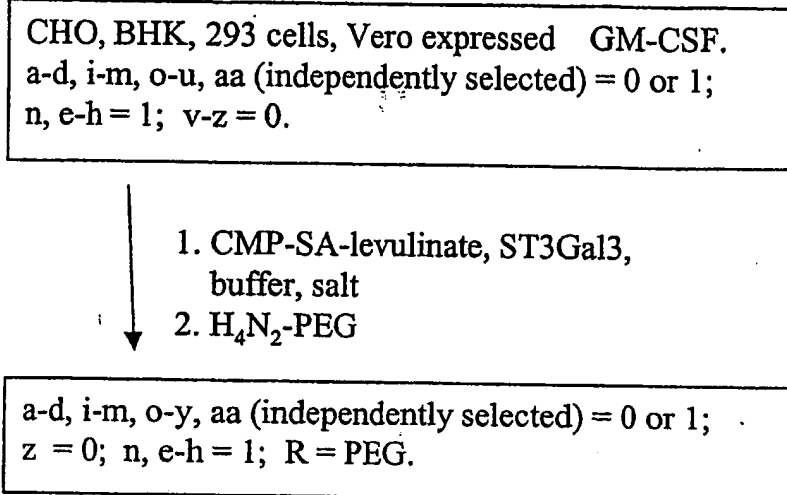 CHO, BHK, 293 cells, Vero expressed GM-CSF.
a-d, i-m, o-u, aa (independently selected) = 0 or 1;
n, e-h = 1; v-z = 0.
1. CMP-SA-levulinate, ST3Gal3,
buffer, salt
2. H₄N₂-PEG
a-d, i-m, o-y, aa (independently selected) = 0 or 1;
z = 0; n, e-h = 1; R = PEG.